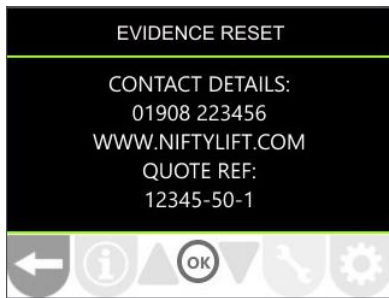 EVIDENCE RESET
CONTACT DETAILS:
01908 223456
WWW.NIFTYLIFT.COM
QUOTE REF:
12345-50-1
OK